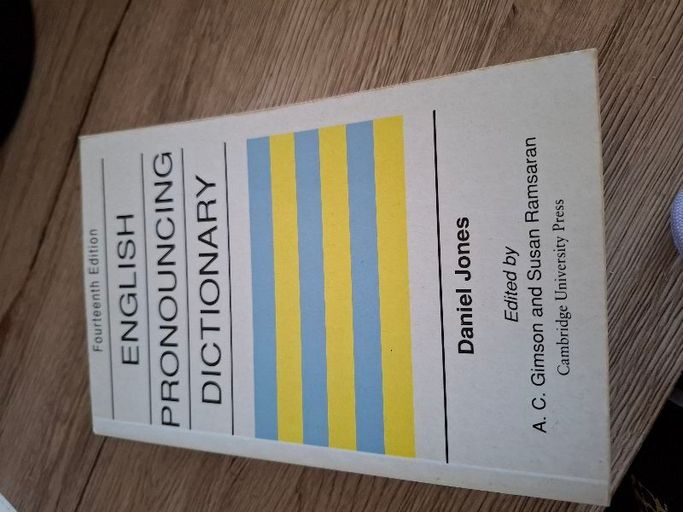 Fourteenth Edition
ENGLISH
PRONOUNCING
DICTIONARY
Daniel Jones
Edited by
A. C. Gimson and Susan Ramsaran
Cambridge University Press